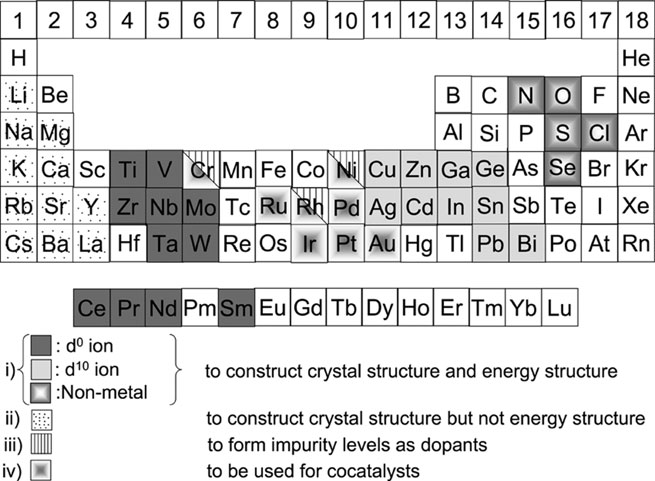 1 2 3 4 5 6 7 8 9 10 11 12 13 14 15 16 17 18
H He
Li Be B C N O F Ne
Na Mg Al Si P S Cl Ar
K Ca Sc Ti V Cr Mn Fe Co Ni Cu Zn Ga Ge As Se Br Kr
Rb Sr Y Zr Nb Mo Tc Ru Rh Pd Ag Cd In Sn Sb Te I Xe
Cs Ba La Hf Ta W Re Os Ir Pt Au Hg Tl Pb Bi Po At Rn
Ce Pr Nd Pm Sm Eu Gd Tb Dy Ho Er Tm Yb Lu
: d⁰ ion
i) : d¹⁰ ion to construct crystal structure and energy structure
:Non-metal
ii) to construct crystal structure but not energy structure
iii) to form impurity levels as dopants
iv) to be used for cocatalysts